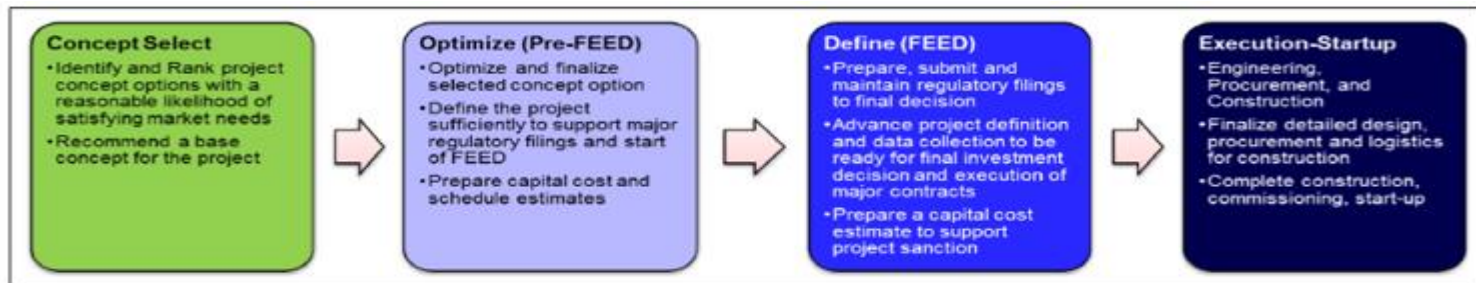 Concept Select
•Identify and Rank project
concept options with a
reasonable likelihood of
satisfying market needs
•Recommend a base
concept for the project
Optimize (Pre-FEED)
•Optimize and finalize
selected concept option
•Define the project
sufficiently to support major
regulatory filings and start
of FEED
•Prepare capital cost and
schedule estimates
Define (FEED)
•Prepare, submit and
maintain regulatory filings
to final decision
•Advance project definition
and data collection to be
ready for final investment
decision and execution of
major contracts
•Prepare a capital cost
estimate to support
project sanction
Execution-Startup
•Engineering,
Procurement, and
Construction
•Finalize detailed design,
procurement and logistics
for construction
•Complete construction,
commissioning, start-up